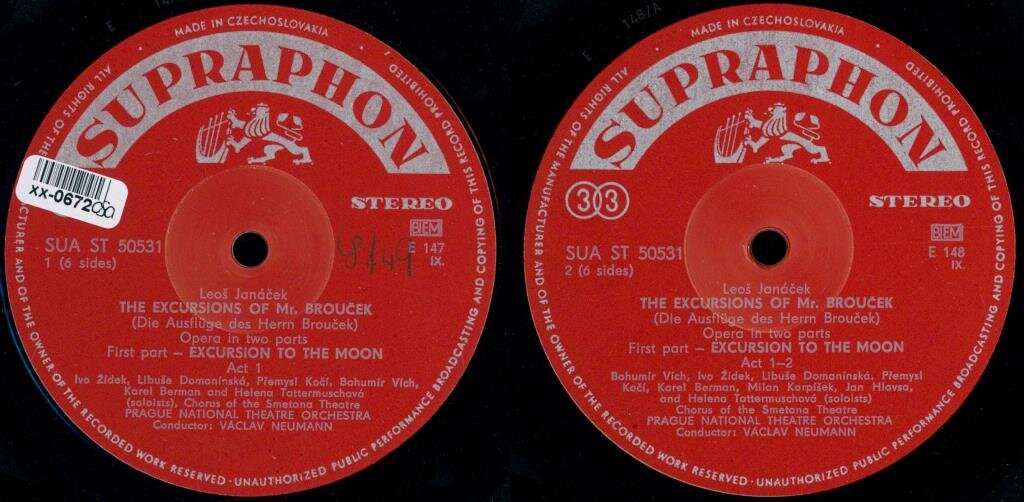 MADE IN CZECHOSLOVAKIA
ALL RIGHTS OF THE
CTURER AND OF THE OWNER OF THE RECORDED WORK RESERVED · UNAUTHORIZED PUBLIC PERFORMANCE BROADCASTING AND COPYING OF THIS RECORD PROHIBITED
SUPRAPHON
xx-0672
STEREO
BIEM
SUA ST 50531
E 147
1 (6 sides)
IX.
Leoš Janáček
THE EXCURSIONS OF Mr. BROUČEK
(Die Ausflüge des Herrn Brouček)
Opera in two parts
First part – EXCURSION TO THE MOON
Act 1
Ivo Žídek, Libuše Domanínská, Přemysl Kočí, Bohumír Vích,
Karel Berman and Helena Tattermuschová
(soloists), Chorus of the Smetana Theatre
PRAGUE NATIONAL THEATRE ORCHESTRA
Conductor: VÁCLAV NEUMANN
E 148/A
MADE IN CZECHOSLOVAKIA
ALL RIGHTS OF THE MANUFACTURER AND OF THE OWNER OF THE RECORDED WORK RESERVED · UNAUTHORIZED PUBLIC PERFORMANCE BROADCASTING AND COPYING OF THIS RECORD PROHIBITED
SUPRAPHON
33
STEREO
BIEM
SUA ST 50531
E 148
2 (6 sides)
IX.
Leoš Janáček
THE EXCURSIONS OF Mr. BROUČEK
(Die Ausflüge des Herrn Brouček)
Opera in two parts
First part – EXCURSION TO THE MOON
Act 1–2
Bohumír Vích, Ivo Žídek, Libuše Domanínská, Přemysl
Kočí, Karel Berman, Milan Karpíšek, Jan Hlavsa,
and Helena Tattermuschová (soloists)
Chorus of the Smetana Theatre
PRAGUE NATIONAL THEATRE ORCHESTRA
Conductor: VÁCLAV NEUMANN